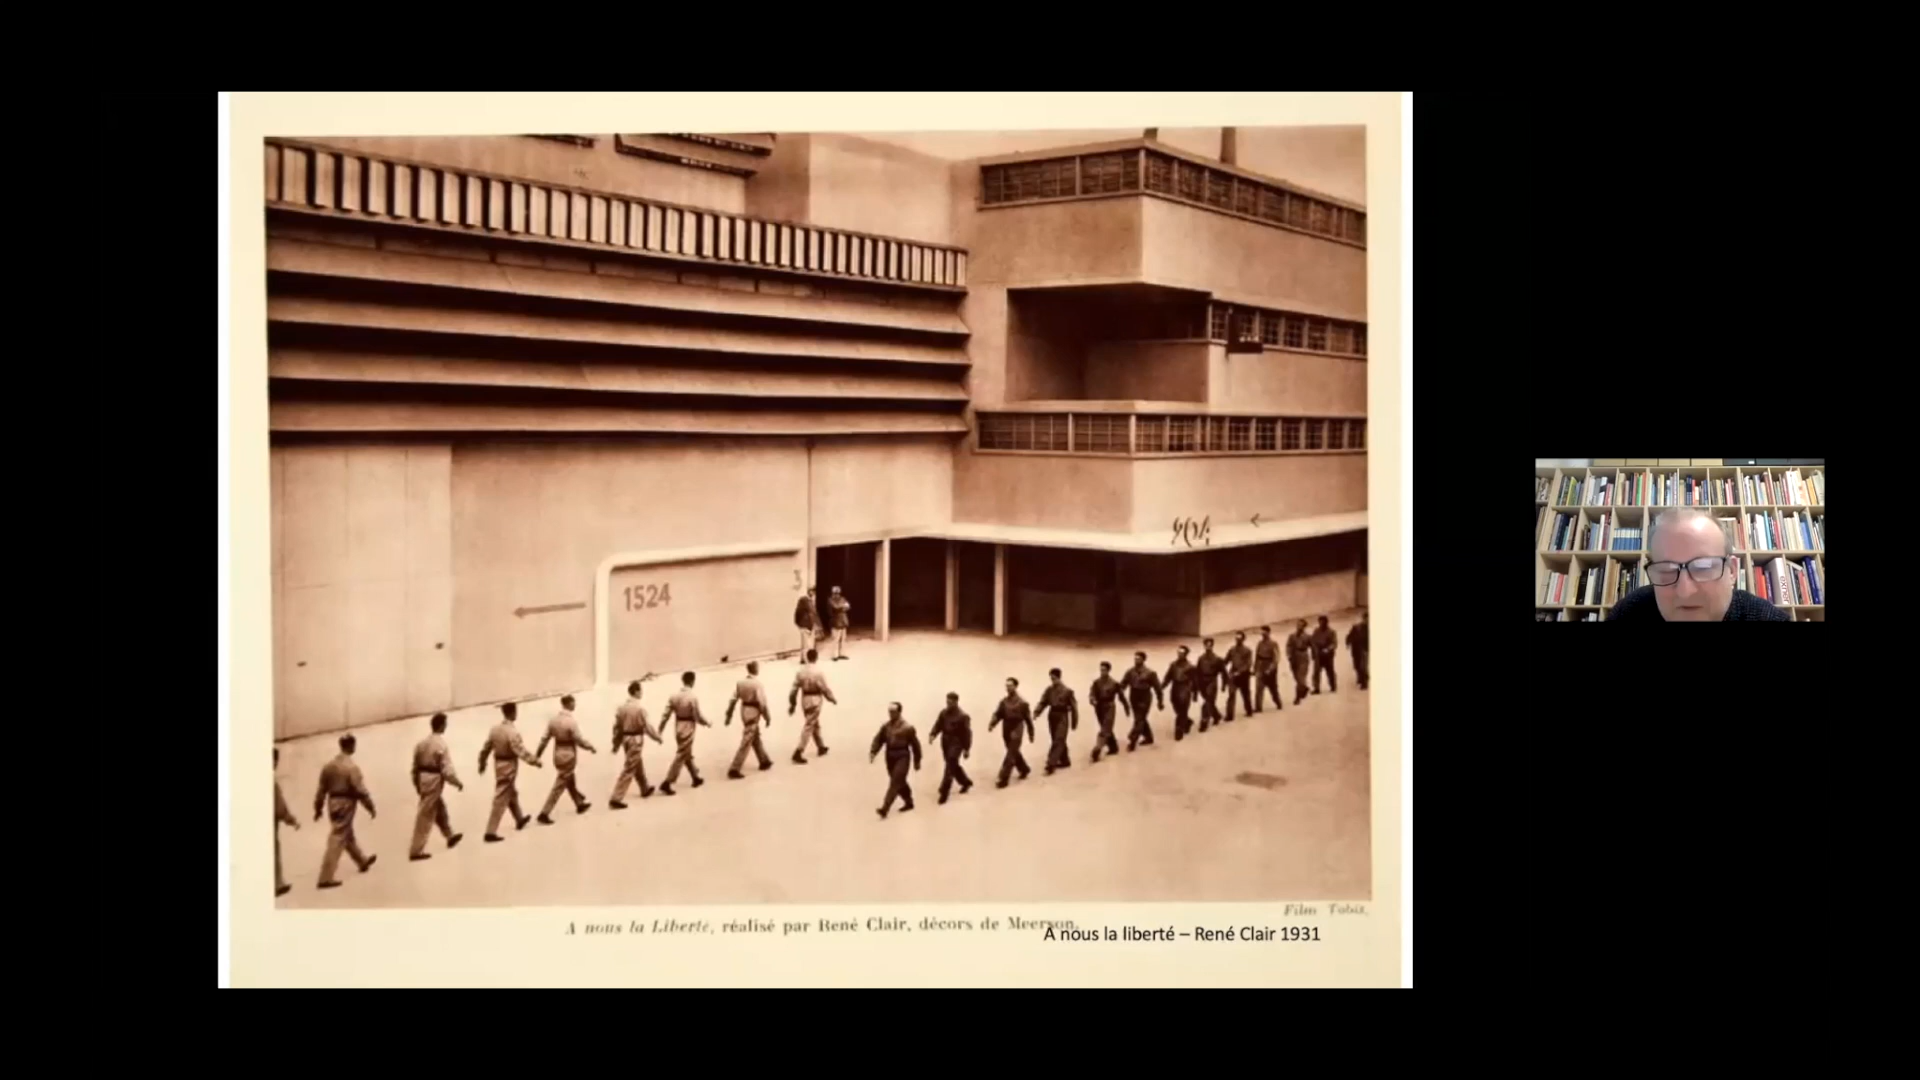 1524
3
A nous la Liberté, réalisé par René Clair, décors de Meerson.
Film Tobis.
A nous la liberté – René Clair 1931